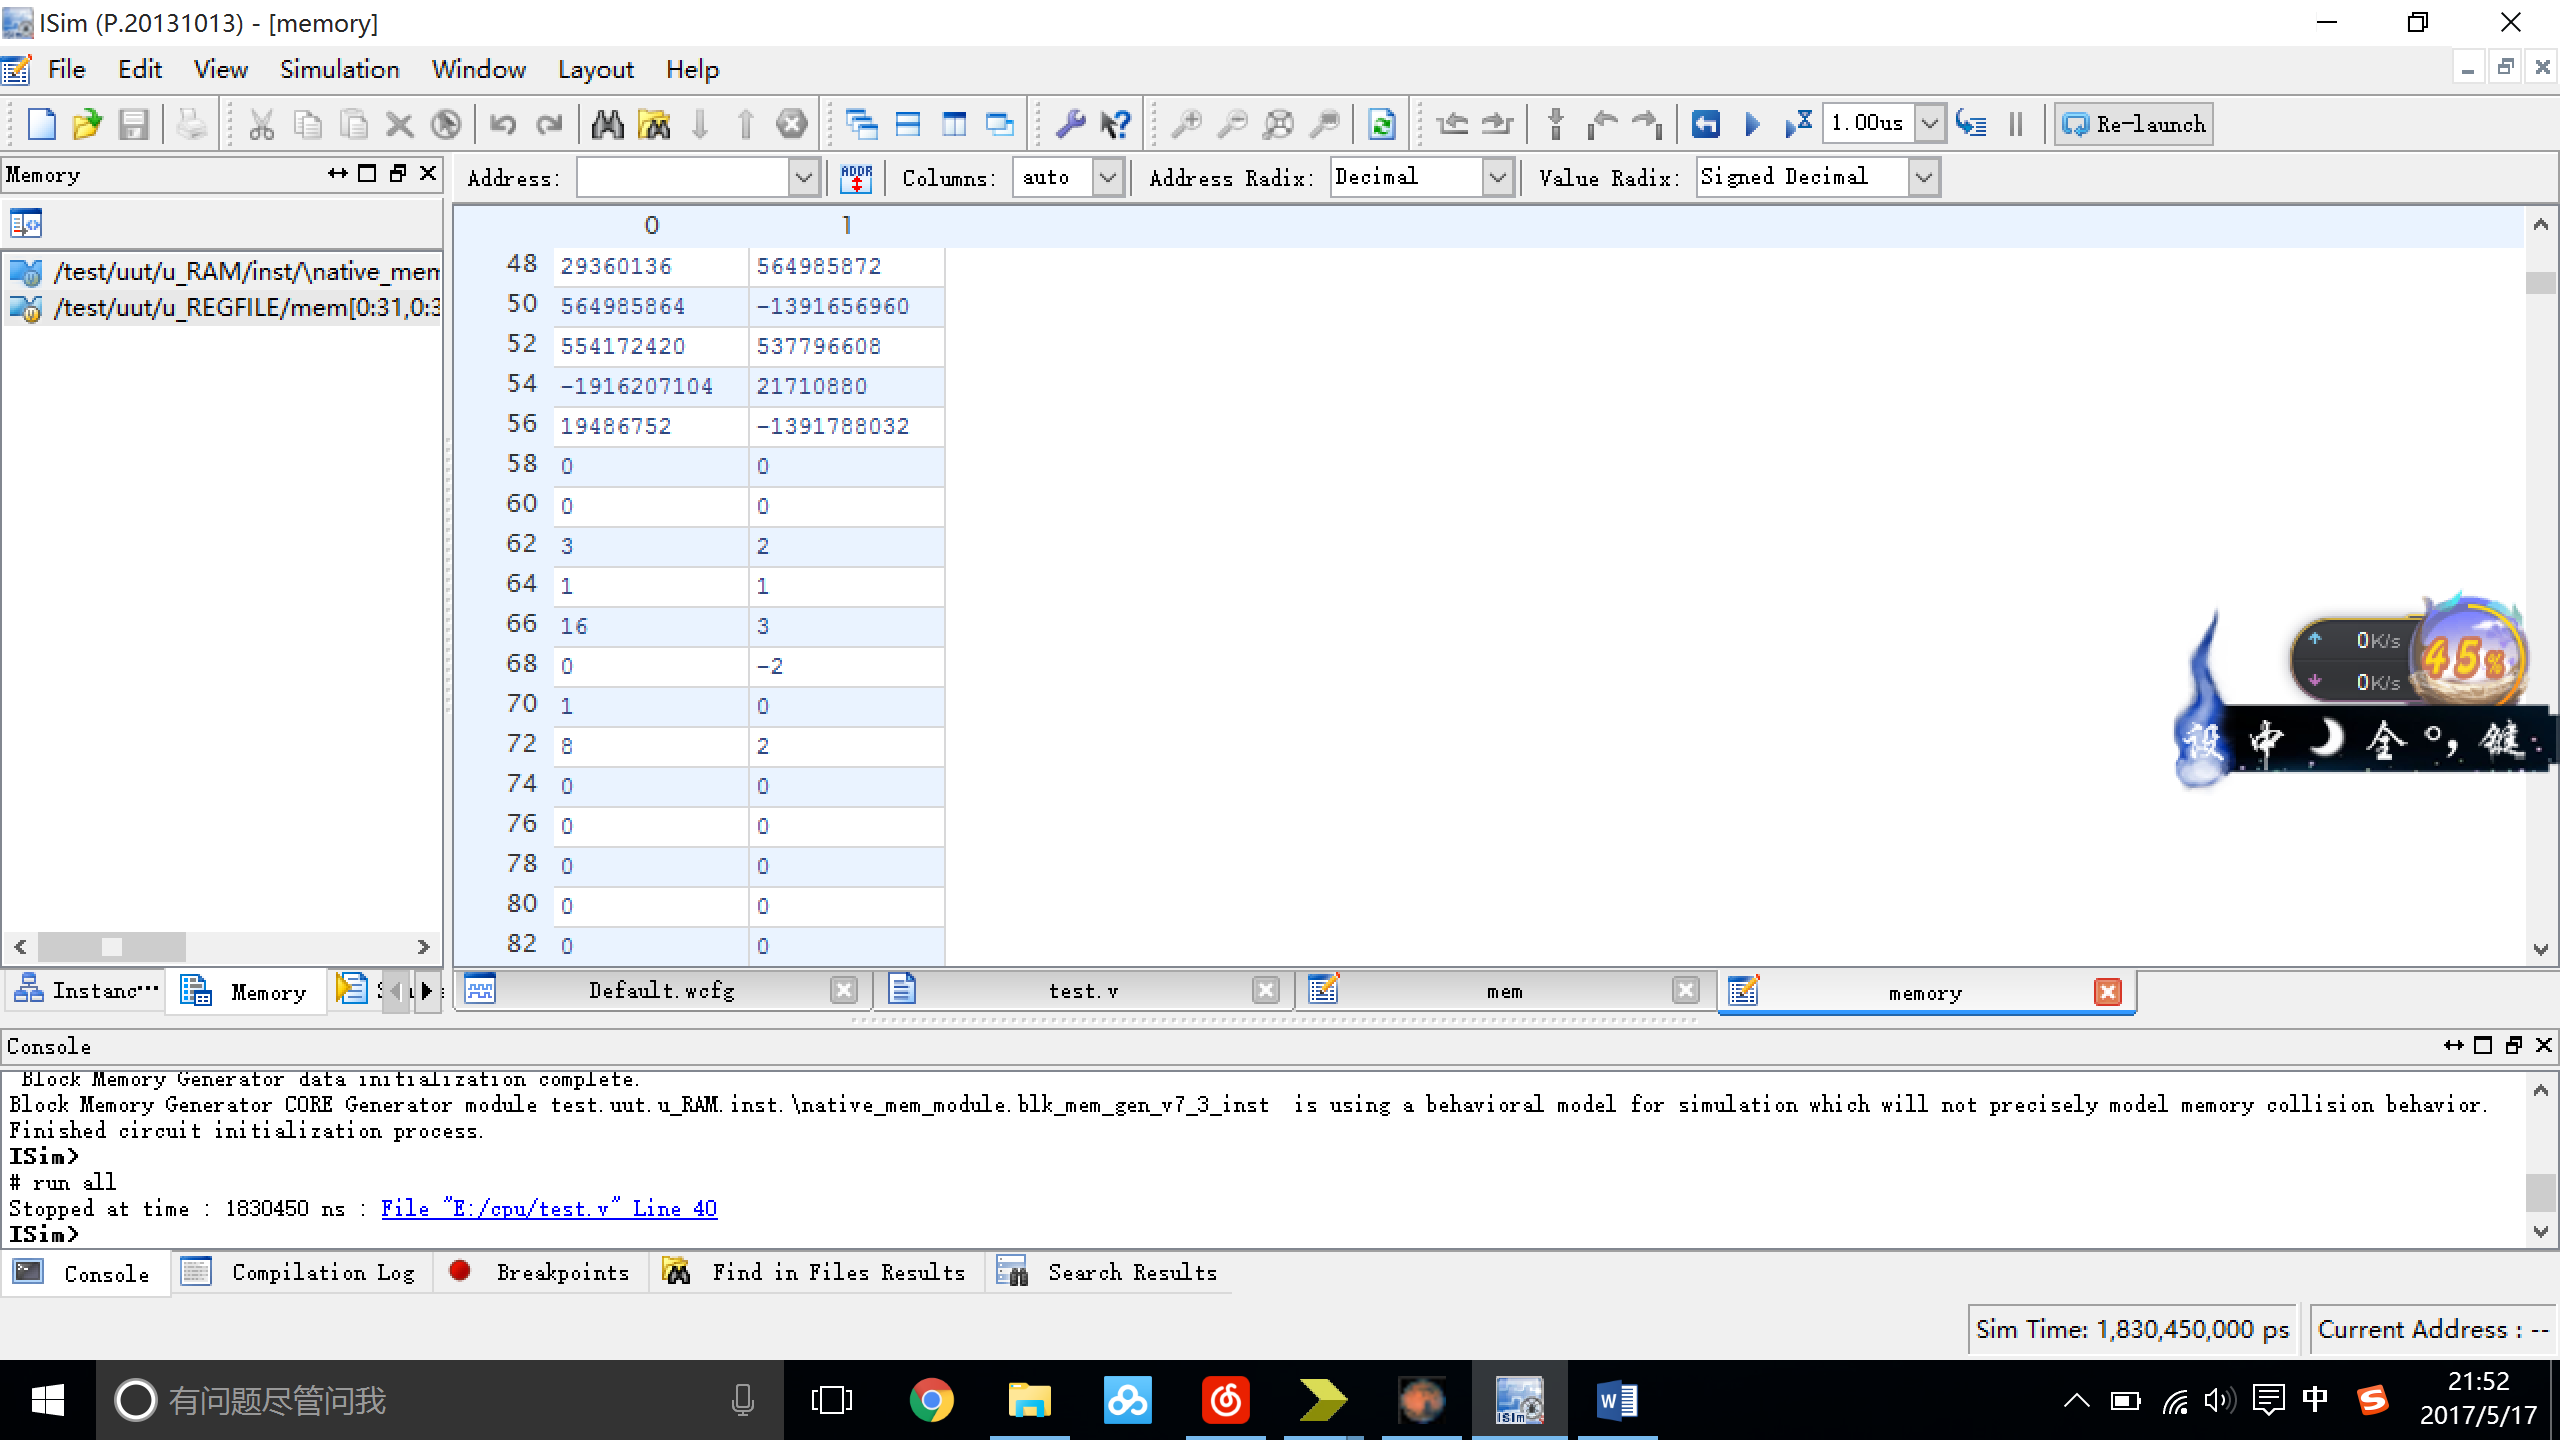 ISim (P.20131013) - [memory]
File Edit View Simulation Window Layout Help
1.00us Re-launch
Memory
Address: ADDR Columns: auto Address Radix: Decimal Value Radix: Signed Decimal
/test/uut/u_RAM/inst/\native_mem
/test/uut/u_REGFILE/mem[0:31,0:3
0 1
48 29360136 564985872
50 564985864 -1391656960
52 554172420 537796608
54 -1916207104 21710880
56 19486752 -1391788032
58 0 0
60 0 0
62 3 2
64 1 1
66 16 3
68 0 -2
70 1 0
72 8 2
74 0 0
76 0 0
78 0 0
80 0 0
82 0 0
0K/s
0K/s
45%
设 中 全 °, 键
Instanc... Memory
Default.wcfg test.v mem memory
Console
Block Memory Generator data initialization complete.
Block Memory Generator CORE Generator module test.uut.u_RAM.inst.\native_mem_module.blk_mem_gen_v7_3_inst is using a behavioral model for simulation which will not precisely model memory collision behavior.
Finished circuit initialization process.
ISim>
# run all
Stopped at time : 1830450 ns : File "E:/cpu/test.v" Line 40
ISim>
Console Compilation Log Breakpoints Find in Files Results Search Results
Sim Time: 1,830,450,000 ps Current Address : --
有问题尽管问我
ISim
W
中
S
21:52
2017/5/17